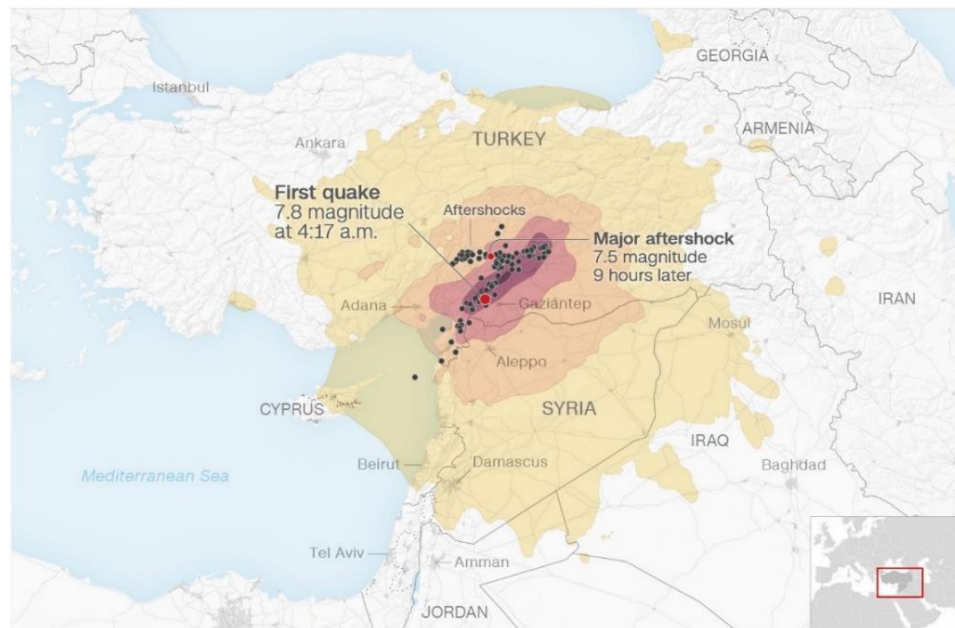 GEORGIA
Istanbul
ARMENIA
TURKEY
Ankara
First quake
7.8 magnitude
at 4:17 a.m.
Aftershocks
Major aftershock
7.5 magnitude
9 hours later
IRAN
Adana
Gaziantep
Mosul
Aleppo
CYPRUS
SYRIA
IRAQ
Beirut
Damascus
Baghdad
Mediterranean Sea
Tel Aviv
Amman
JORDAN